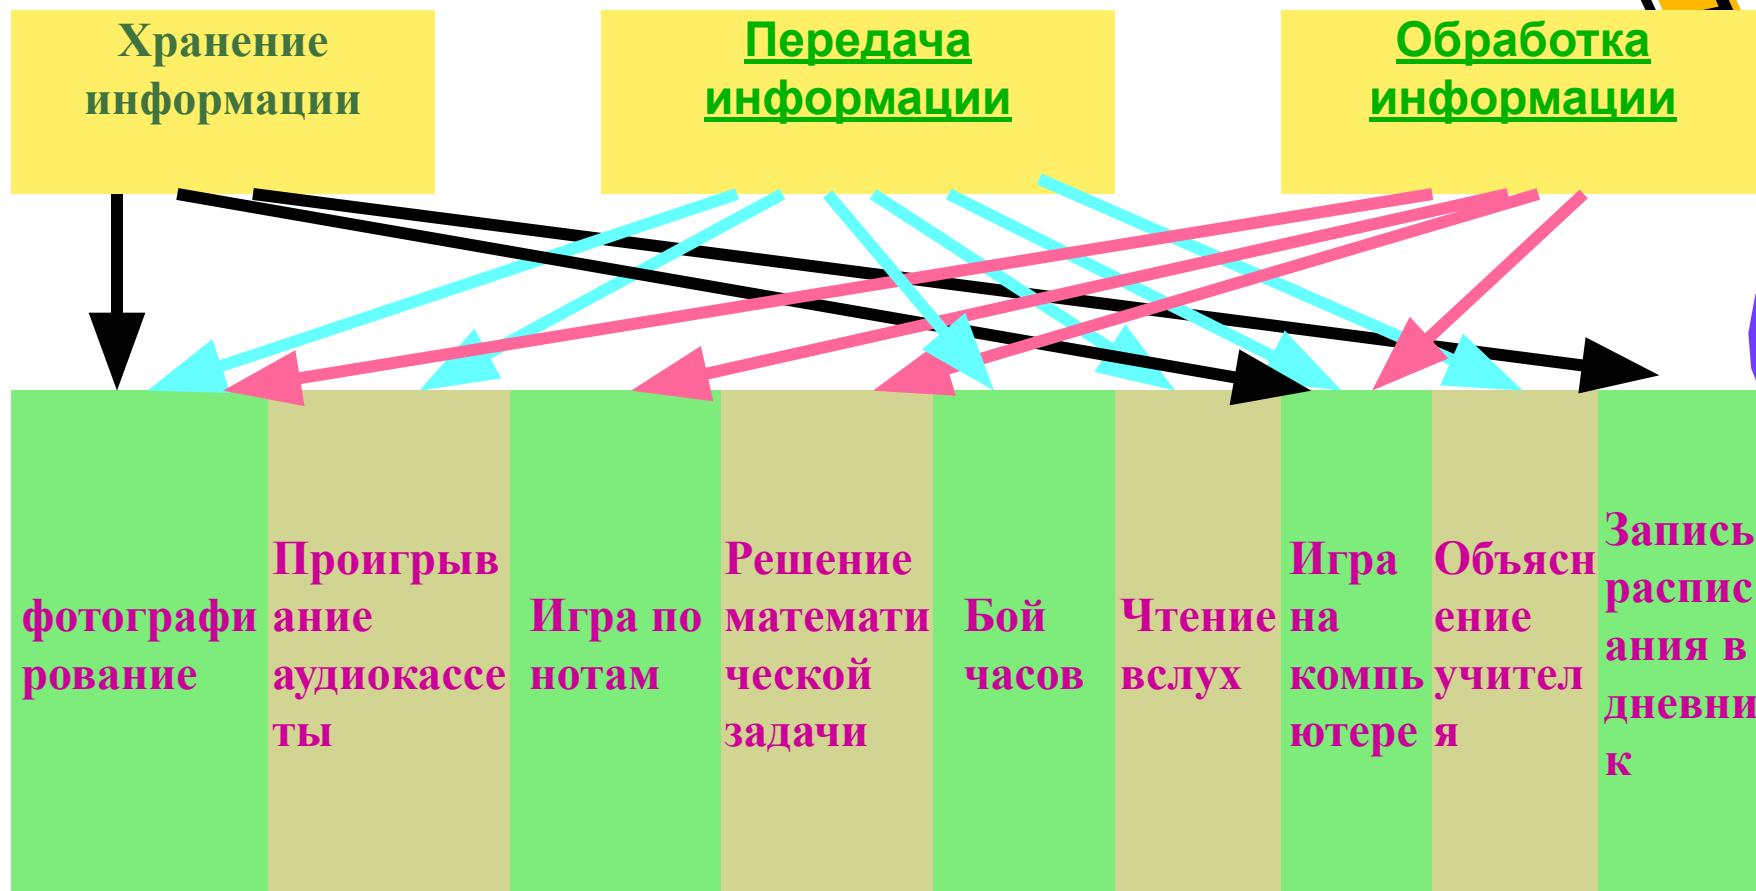 Хранение
информации
Передача
информации
Обработка
информации
фотографи
рование
Проигрыв
ание
аудиокассе
ты
Игра по
нотам
Решение
математи
ческой
задачи
Бой
часов
Чтение
вслух
Игра
на
компь
ютере
Объясн
ение
учител
я
Запись
распис
ания в
дневни
к